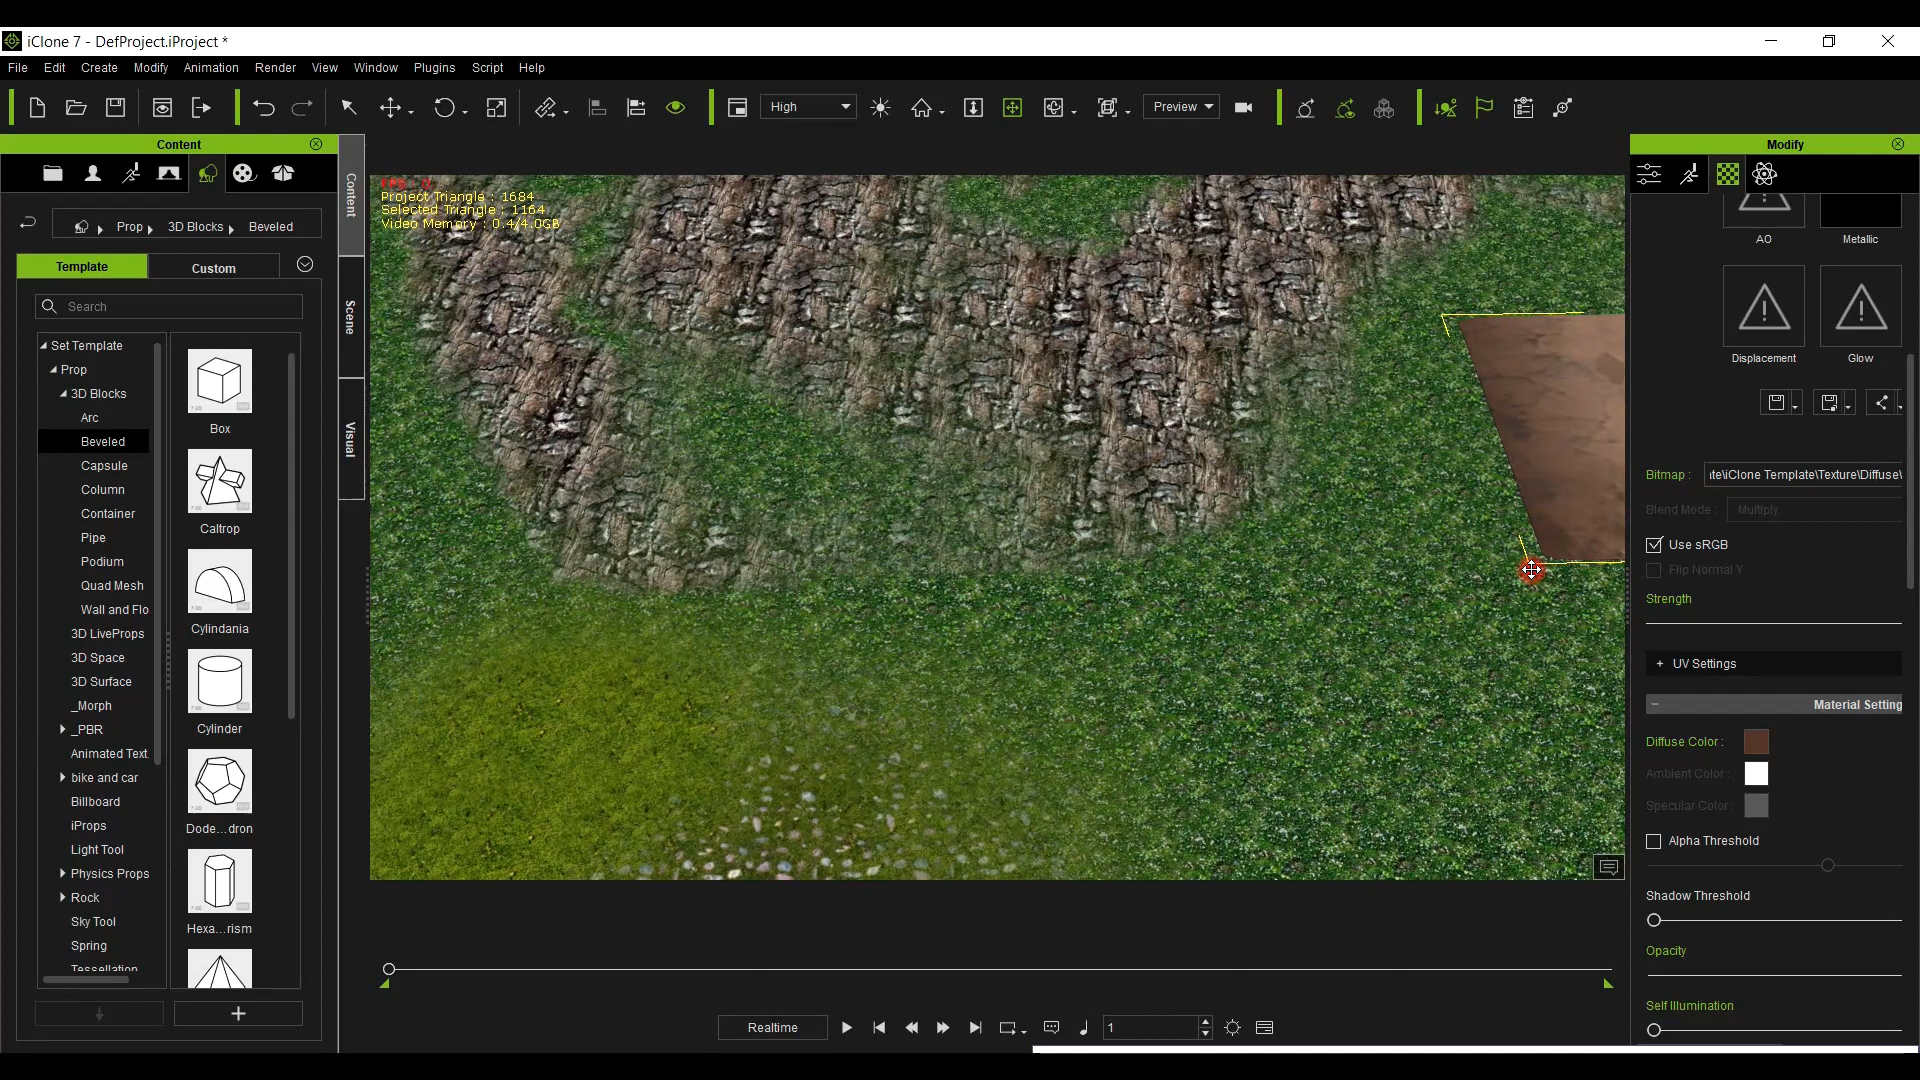 iClone 7 - DefProject.iProject *
File Edit Create Modify Animation Render View Window Plugins Script Help
High
Preview
Content
Modify
Prop 3D Blocks Beveled
Template Custom
Search
Set Template
Prop
3D Blocks
Arc
Beveled
Capsule
Column
Container
Pipe
Podium
Quad Mesh
Wall and Flo
3D LiveProps
3D Space
3D Surface
_Morph
_PBR
Animated Text.
bike and car
Billboard
iProps
Light Tool
Physics Props
Rock
Sky Tool
Spring
Tessellation
Box
Caltrop
Cylindania
Cylinder
Dode...dron
Hexa...rism
Content
Scene
Visual
Project Triangle : 1684
Selected Triangle : 1164
Video Memory : 0.4/4.0GB
Realtime
1
AO Metallic
Displacement Glow
Bitmap : ite\iClone Template\Texture\Diffuse\
Blend Mode : Multiply
Use sRGB
Flip Normal Y
Strength
+ UV Settings
Material Setting
Diffuse Color :
Ambient Color :
Specular Color :
Alpha Threshold
Shadow Threshold
Opacity
Self Illumination